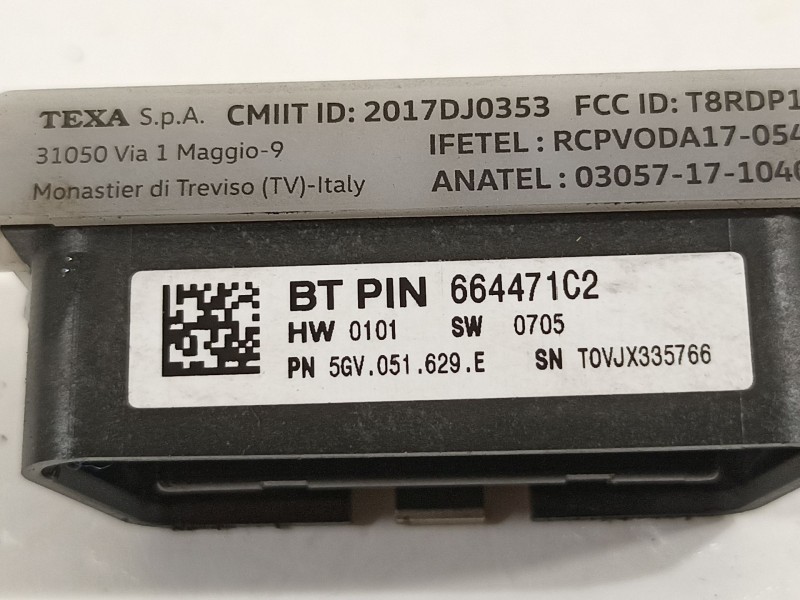 TEXA S.p.A. CMIIT ID: 2017DJ0353 FCC ID: T8RDP1
31050 Via 1 Maggio-9 IFETEL : RCPVODA17-054
Monastier di Treviso (TV)-Italy ANATEL : 03057-17-1040
BT PIN 664471C2
HW 0101 SW 0705
PN 5GV.051.629.E SN TOVJX335766